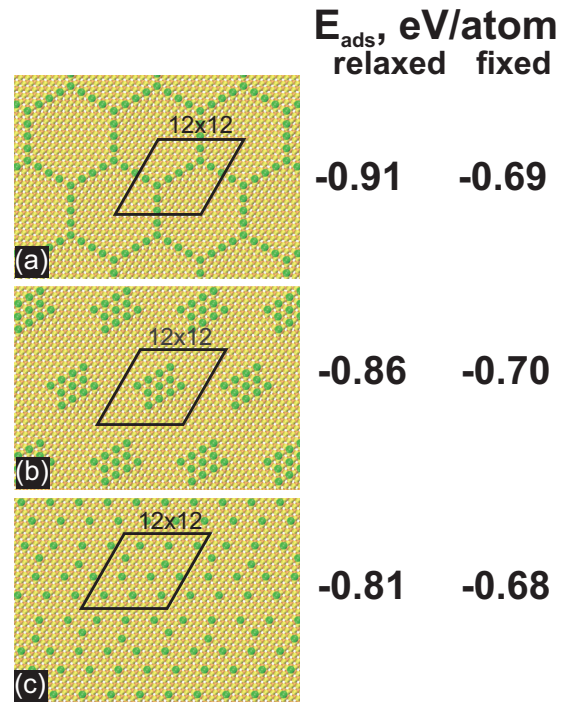 E_ads, eV/atom
relaxed fixed
12x12
-0.91 -0.69
(a)
12x12
-0.86 -0.70
(b)
12x12
-0.81 -0.68
(c)